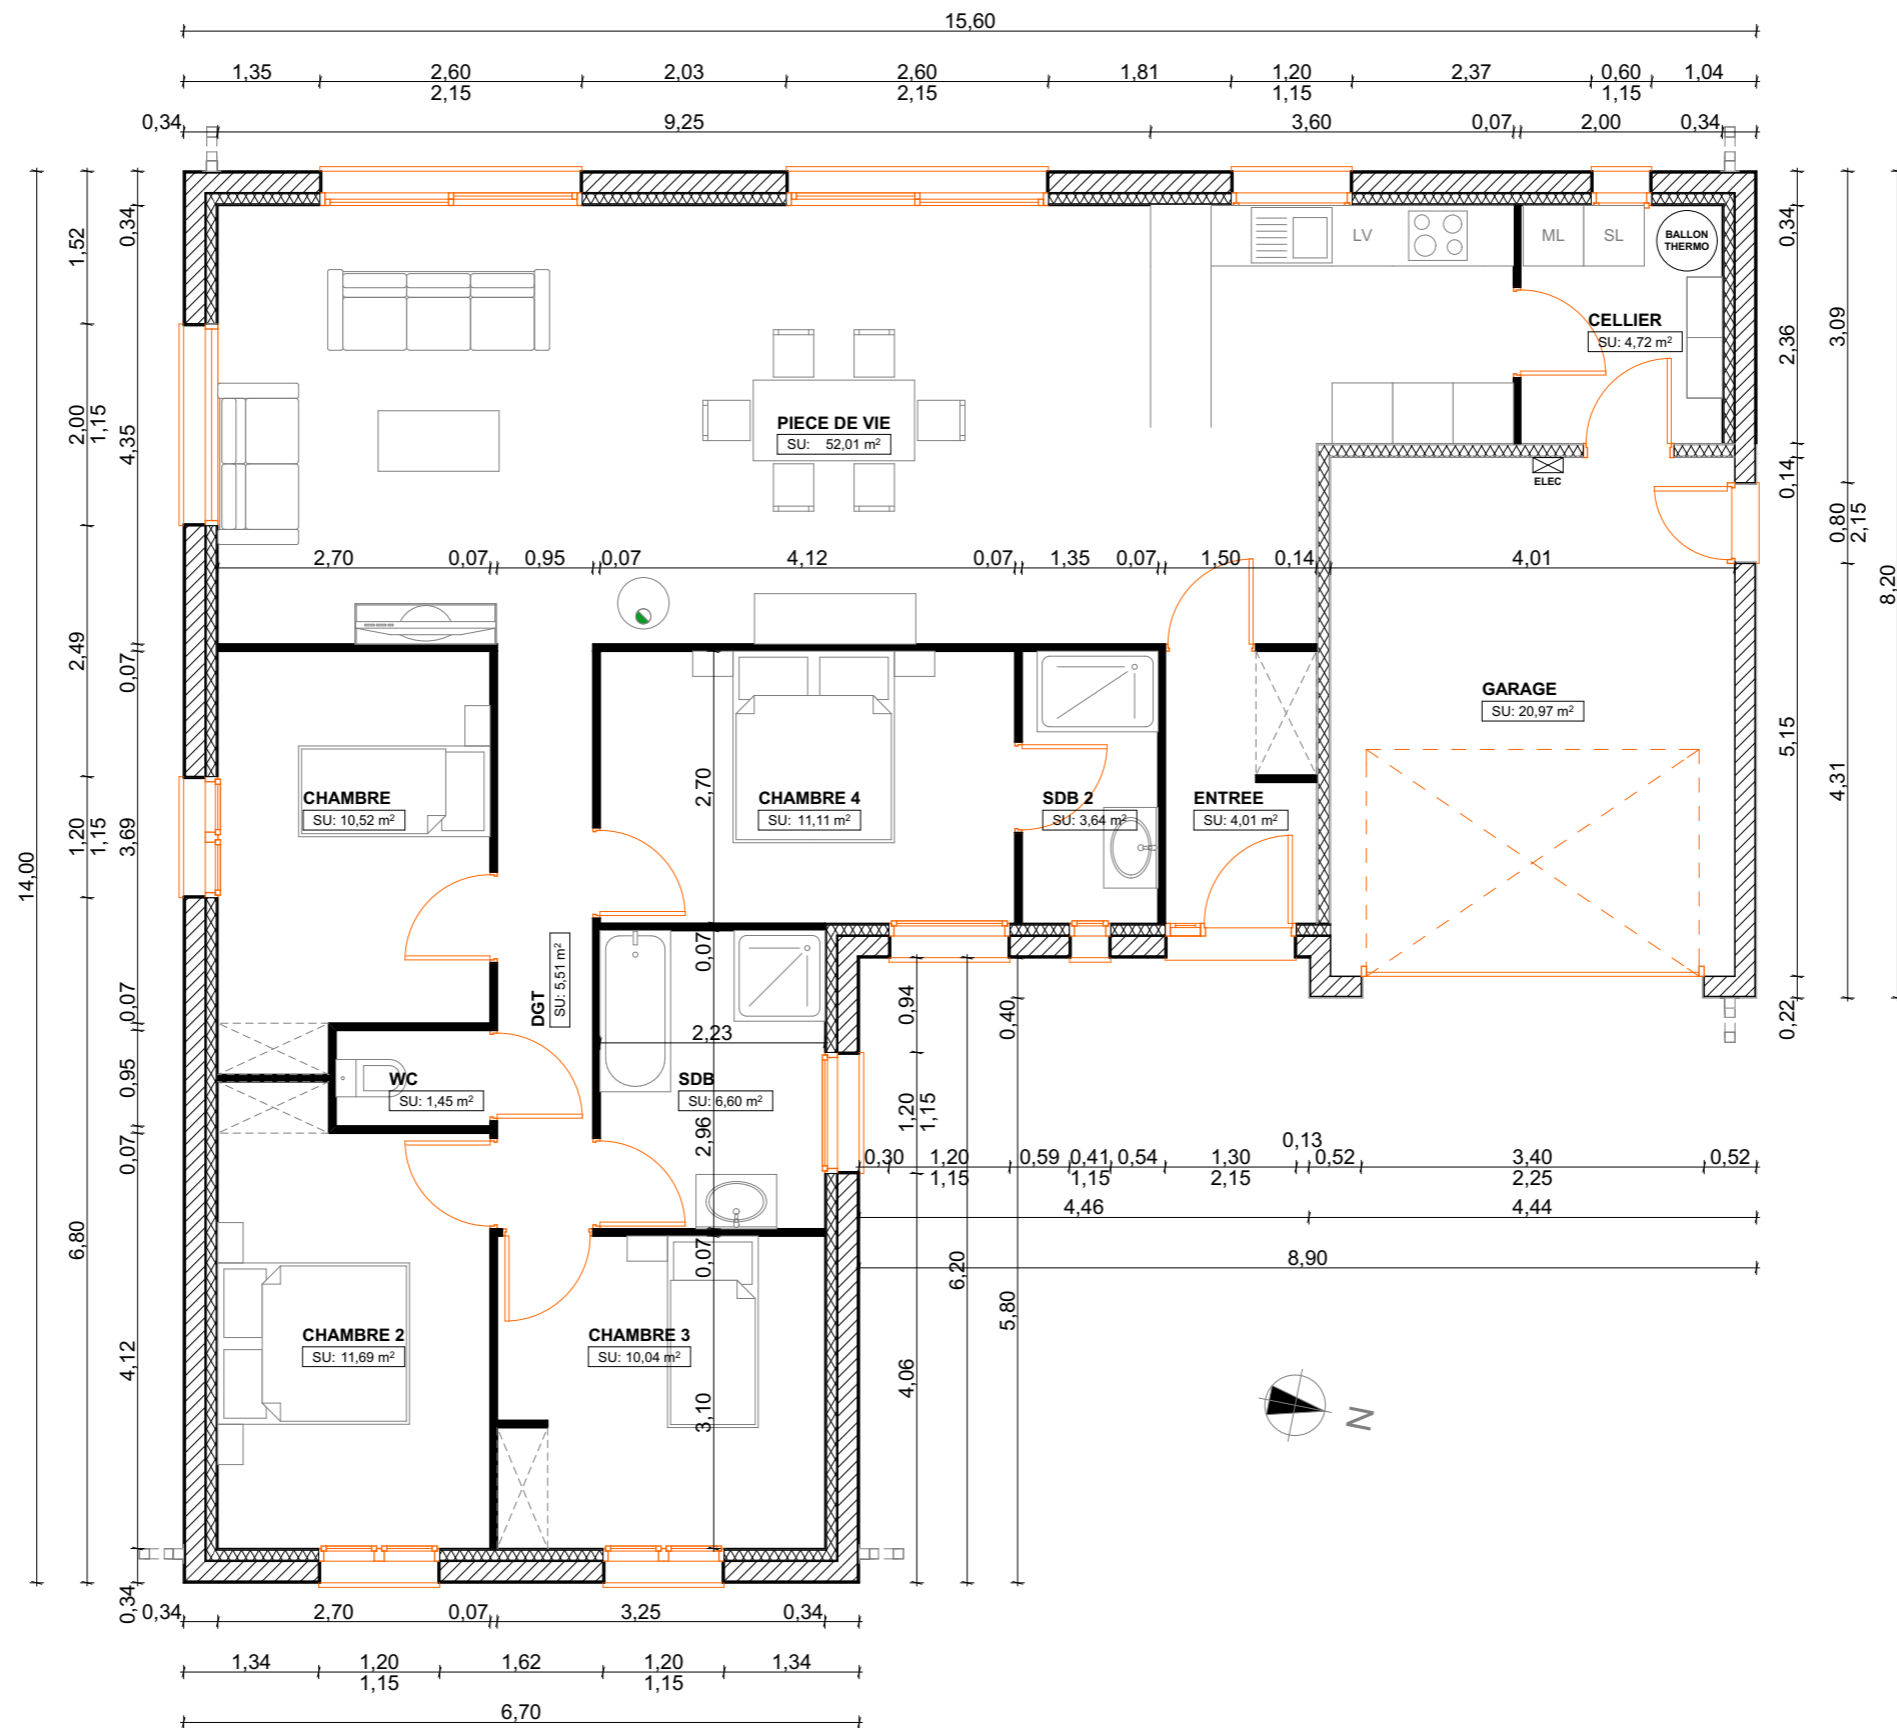 15,60
1,35 2,60 2,03 2,60 1,81 1,20 2,37 0,60 1,04
2,15 2,15 1,15 1,15
0,34 9,25 3,60 0,07 2,00 0,34
LV ML SL BALLON
THERMO
CELLIER
SU: 4,72 m²
PIECE DE VIE
SU: 52,01 m²
ELEC
2,70 0,07 0,95 0,07 4,12 0,07 1,35 0,07 1,50 0,14 4,01
GARAGE
SU: 20,97 m²
CHAMBRE
SU: 10,52 m²
CHAMBRE 4
SU: 11,11 m²
SDB 2
SU: 3,64 m²
ENTREE
SU: 4,01 m²
DGT
SU: 5,51 m²
WC
SU: 1,45 m²
SDB
SU: 6,60 m²
2,23
CHAMBRE 2
SU: 11,69 m²
CHAMBRE 3
SU: 10,04 m²
2,70
0,07
2,96
0,07
3,10
14,00
1,52
2,00
1,15
2,49
1,20
1,15
6,80
0,34
4,35
0,07
3,69
0,07
0,95
0,07
4,12
0,34
0,34
2,36
0,14
5,15
0,22
3,09
0,80
2,15
4,31
8,20
0,94
1,20
1,15
4,06
6,20
0,40
5,80
0,13
0,30 1,20 0,59 0,41 0,54 1,30 0,52 3,40 0,52
1,15 1,15 2,15 2,25
4,46 4,44
8,90
N
0,34 2,70 0,07 3,25 0,34
1,34 1,20 1,62 1,20 1,34
1,15 1,15
6,70